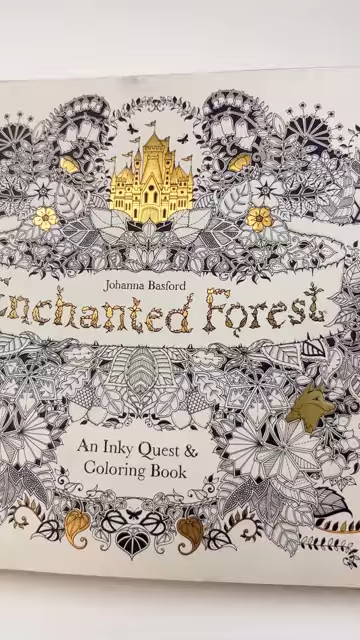 Johanna Basford
Enchanted Forest
An Inky Quest &
Coloring Book